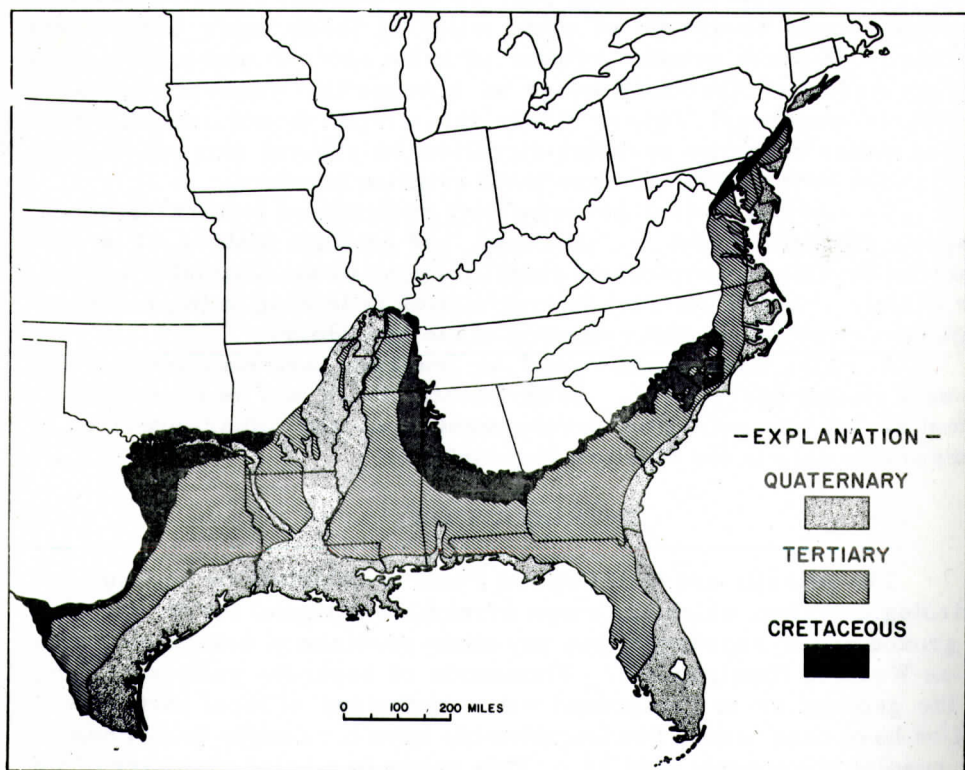 – EXPLANATION –
QUATERNARY
TERTIARY
CRETACEOUS
0 100 200 MILES